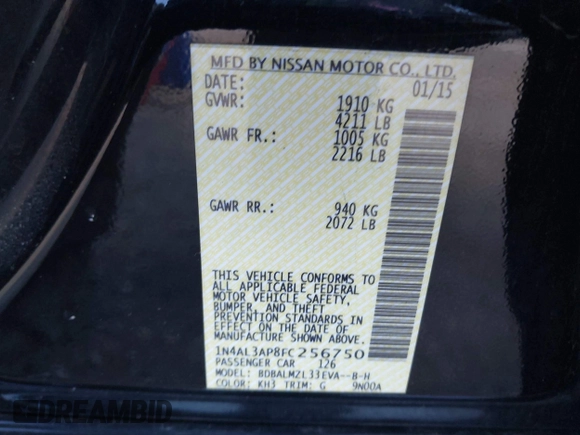 MFD BY NISSAN MOTOR CO., LTD.
DATE: 01/15
GVWR: 1910 KG
4211 LB
GAWR FR.: 1005 KG
2216 LB
GAWR RR.: 940 KG
2072 LB
THIS VEHICLE CONFORMS TO
ALL APPLICABLE FEDERAL
MOTOR VEHICLE SAFETY,
BUMPER, AND THEFT
PREVENTION STANDARDS IN
EFFECT ON THE DATE OF
MANUFACTURE SHOWN ABOVE.
1N4AL3AP8FC256750
PASSENGER CAR 126
MODEL: BDBALMZL33EVA--B-H
COLOR: KH3 TRIM: G 9N00A
DREAMBID